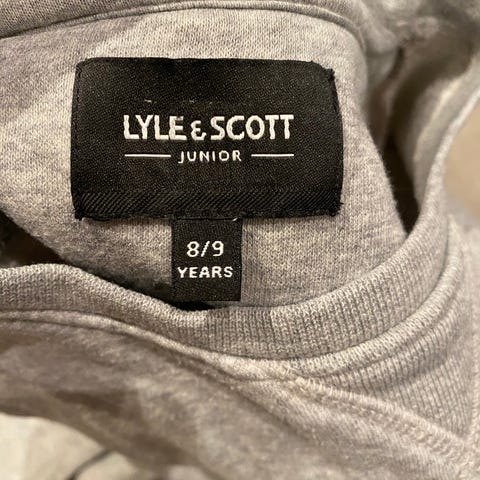 LYLE & SCOTT
JUNIOR
8/9
YEARS